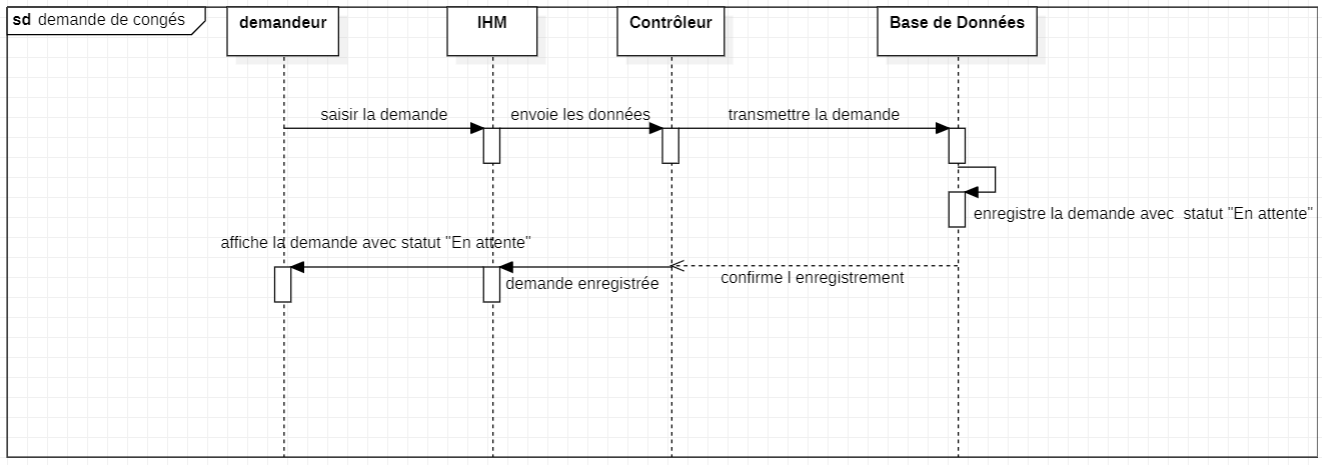 sd demande de congés
demandeur
IHM
Contrôleur
Base de Données
saisir la demande
envoie les données
transmettre la demande
enregistre la demande avec statut "En attente"
affiche la demande avec statut "En attente"
demande enregistrée
confirme l enregistrement